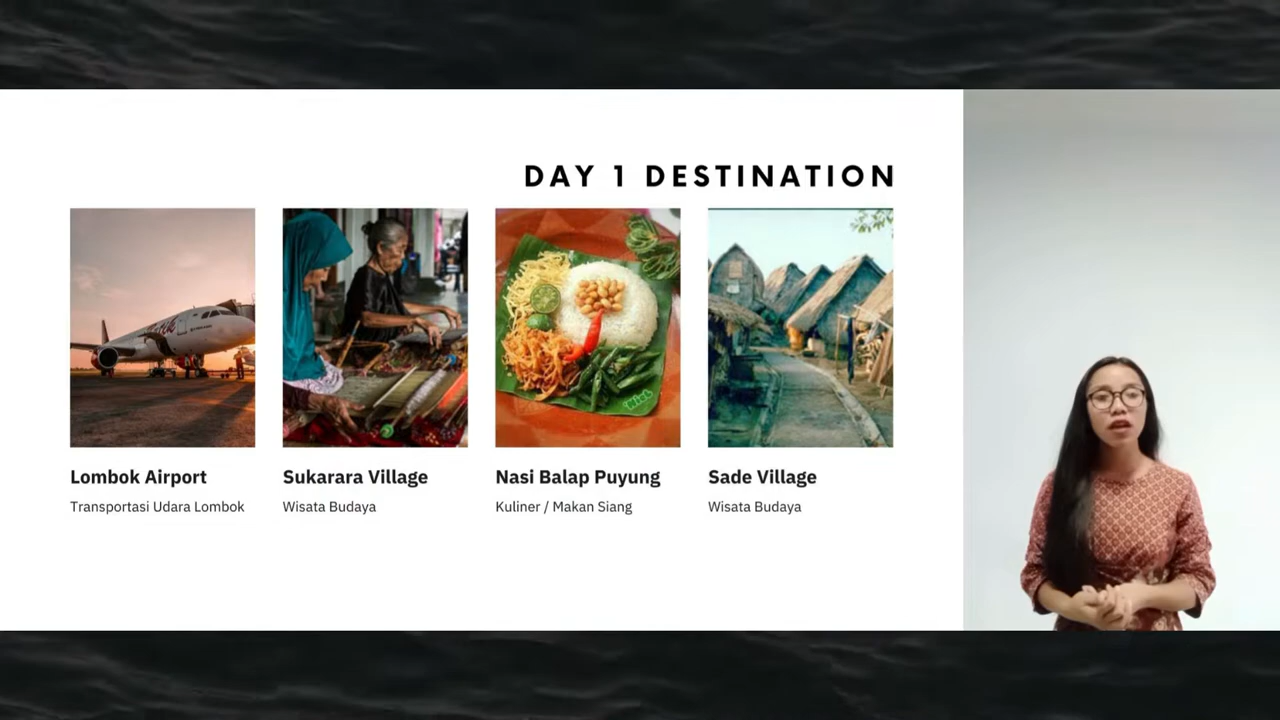 DAY 1 DESTINATION
Lombok Airport
Transportasi Udara Lombok
Sukarara Village
Wisata Budaya
Nasi Balap Puyung
Kuliner / Makan Siang
Sade Village
Wisata Budaya